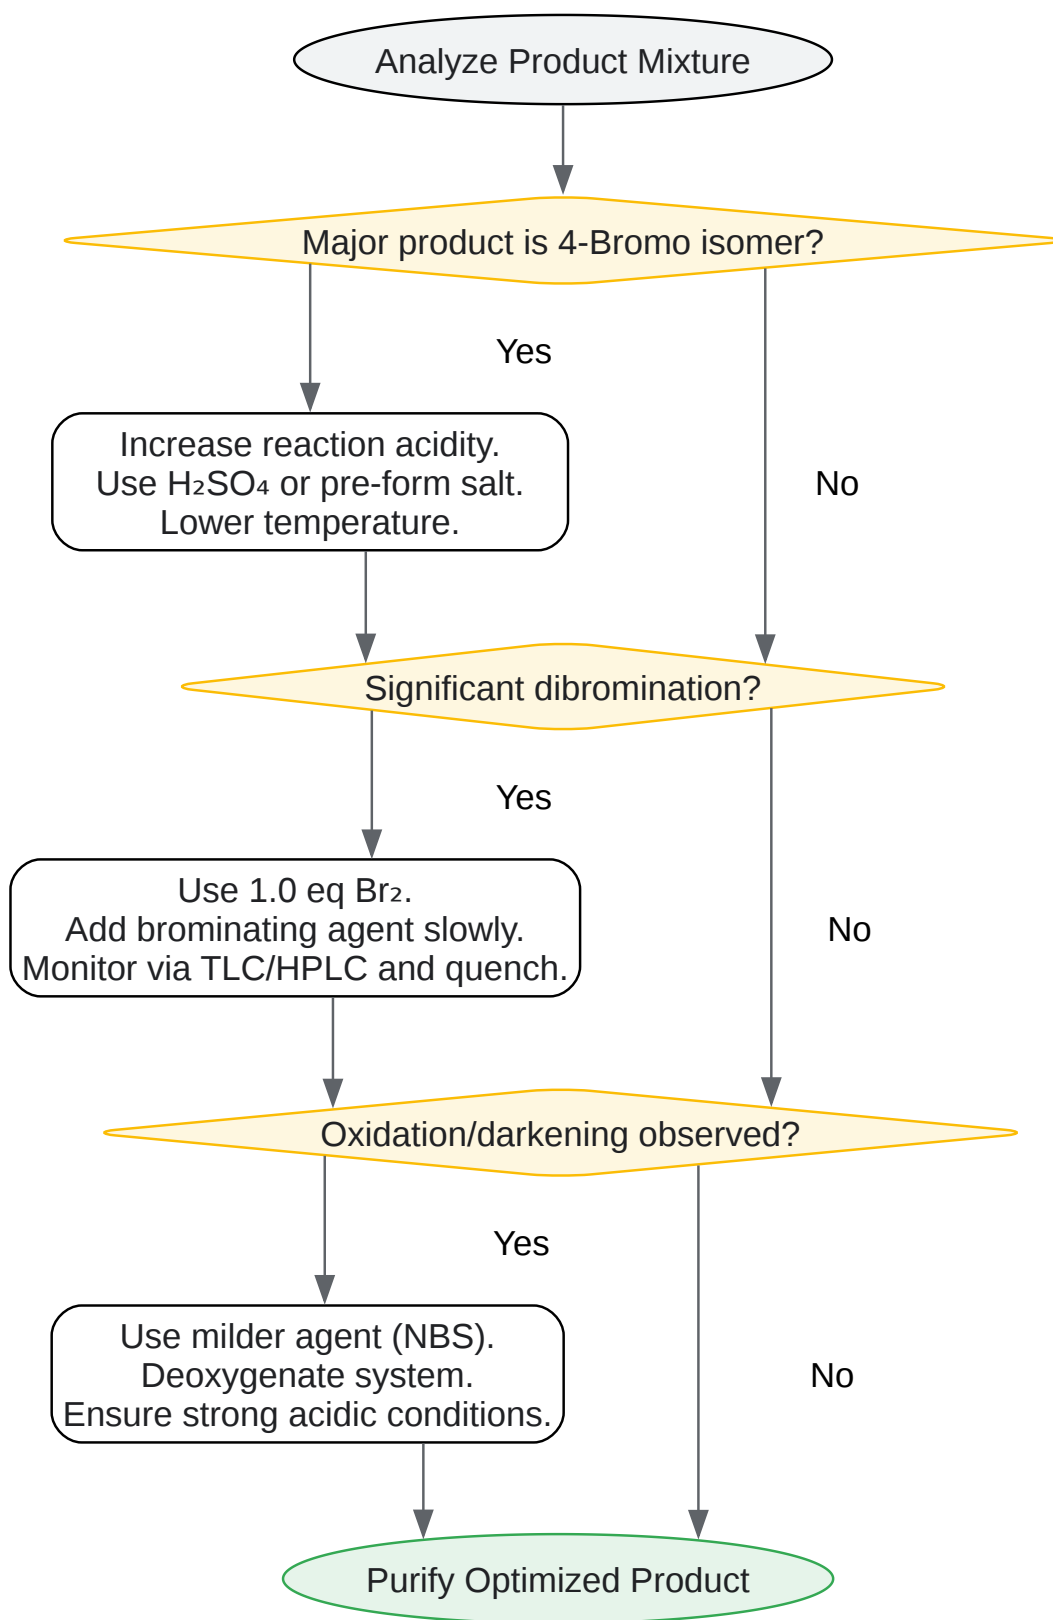 Analyze Product Mixture
Major product is 4-Bromo isomer?
Yes
Increase reaction acidity.
Use H₂SO₄ or pre-form salt.
Lower temperature.
No
Significant dibromination?
Yes
Use 1.0 eq Br₂.
Add brominating agent slowly.
Monitor via TLC/HPLC and quench.
No
Oxidation/darkening observed?
Yes
Use milder agent (NBS).
Deoxygenate system.
Ensure strong acidic conditions.
No
Purify Optimized Product